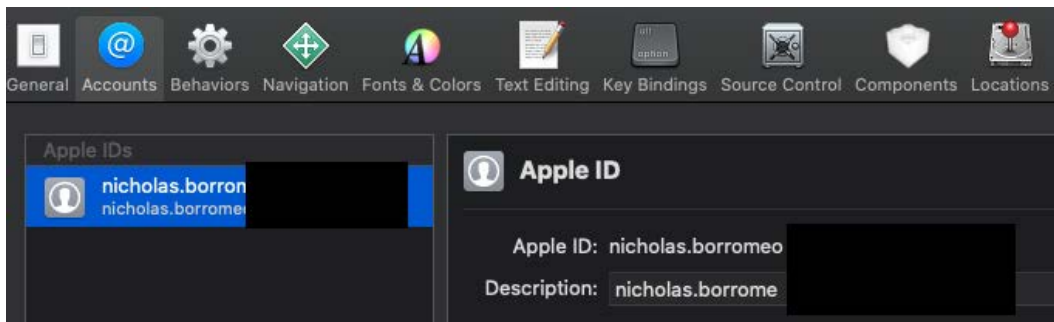 General Accounts Behaviors Navigation Fonts & Colors Text Editing Key Bindings Source Control Components Locations
Apple IDs
nicholas.borrom
nicholas.borrome
Apple ID
Apple ID: nicholas.borromeo
Description: nicholas.borrome